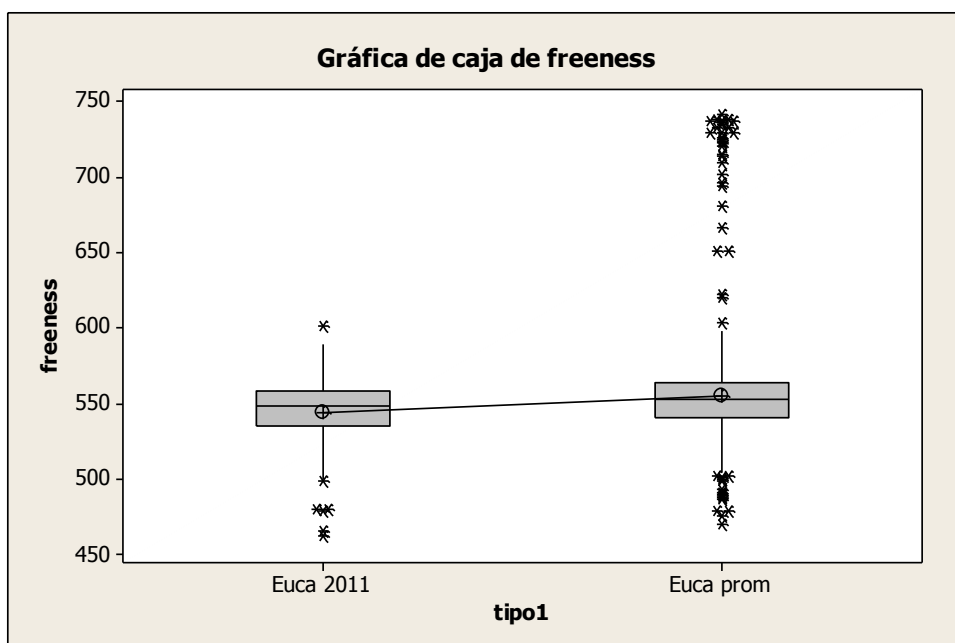 Gráfica de caja de freeness
750
700
650
600
550
500
450
freeness
Euca 2011
Euca prom
tipo1